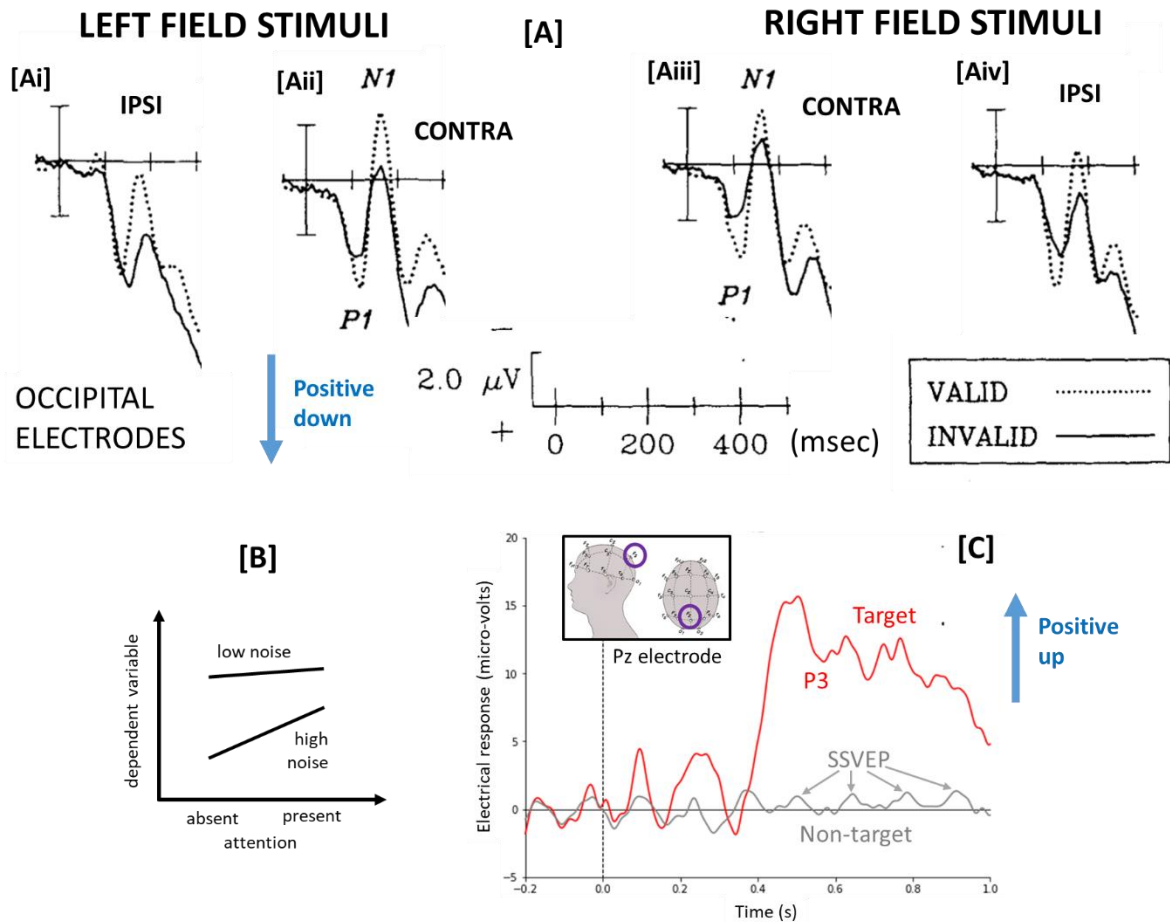 LEFT FIELD STIMULI
[A]
RIGHT FIELD STIMULI
[Ai]
IPSI
[Aii]
N1
CONTRA
P1
[Aiii]
N1
CONTRA
P1
[Aiv]
IPSI
OCCIPITAL
ELECTRODES
Positive
down
−
2.0 μV
+
0 200 400 (msec)
VALID
INVALID
[B]
dependent variable
low noise
high
noise
absent present
attention
[C]
Electrical response (micro-volts)
20
15
10
5
0
−5
Pz electrode
Target
P3
SSVEP
Non-target
Positive
up
−0.2 0.0 0.2 0.4 0.6 0.8 1.0
Time (s)